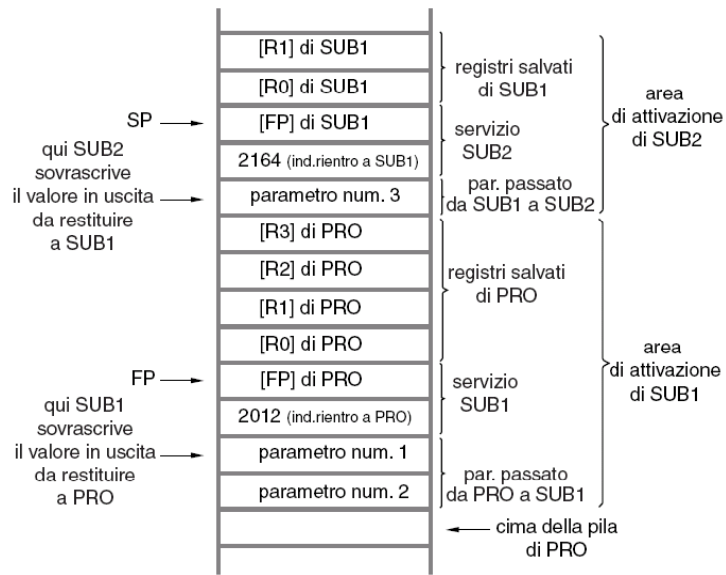 [R1] di SUB1
[R0] di SUB1
registri salvati
di SUB1
area
di attivazione
di SUB2
SP
[FP] di SUB1
servizio
SUB2
2164 (ind.rientro a SUB1)
qui SUB2
sovrascrive
il valore in uscita
da restituire
a SUB1
parametro num. 3
par. passato
da SUB1 a SUB2
[R3] di PRO
[R2] di PRO
[R1] di PRO
[R0] di PRO
registri salvati
di PRO
area
di attivazione
di SUB1
FP
[FP] di PRO
servizio
SUB1
2012 (ind.rientro a PRO)
qui SUB1
sovrascrive
il valore in uscita
da restituire
a PRO
parametro num. 1
parametro num. 2
par. passato
da PRO a SUB1
cima della pila
di PRO